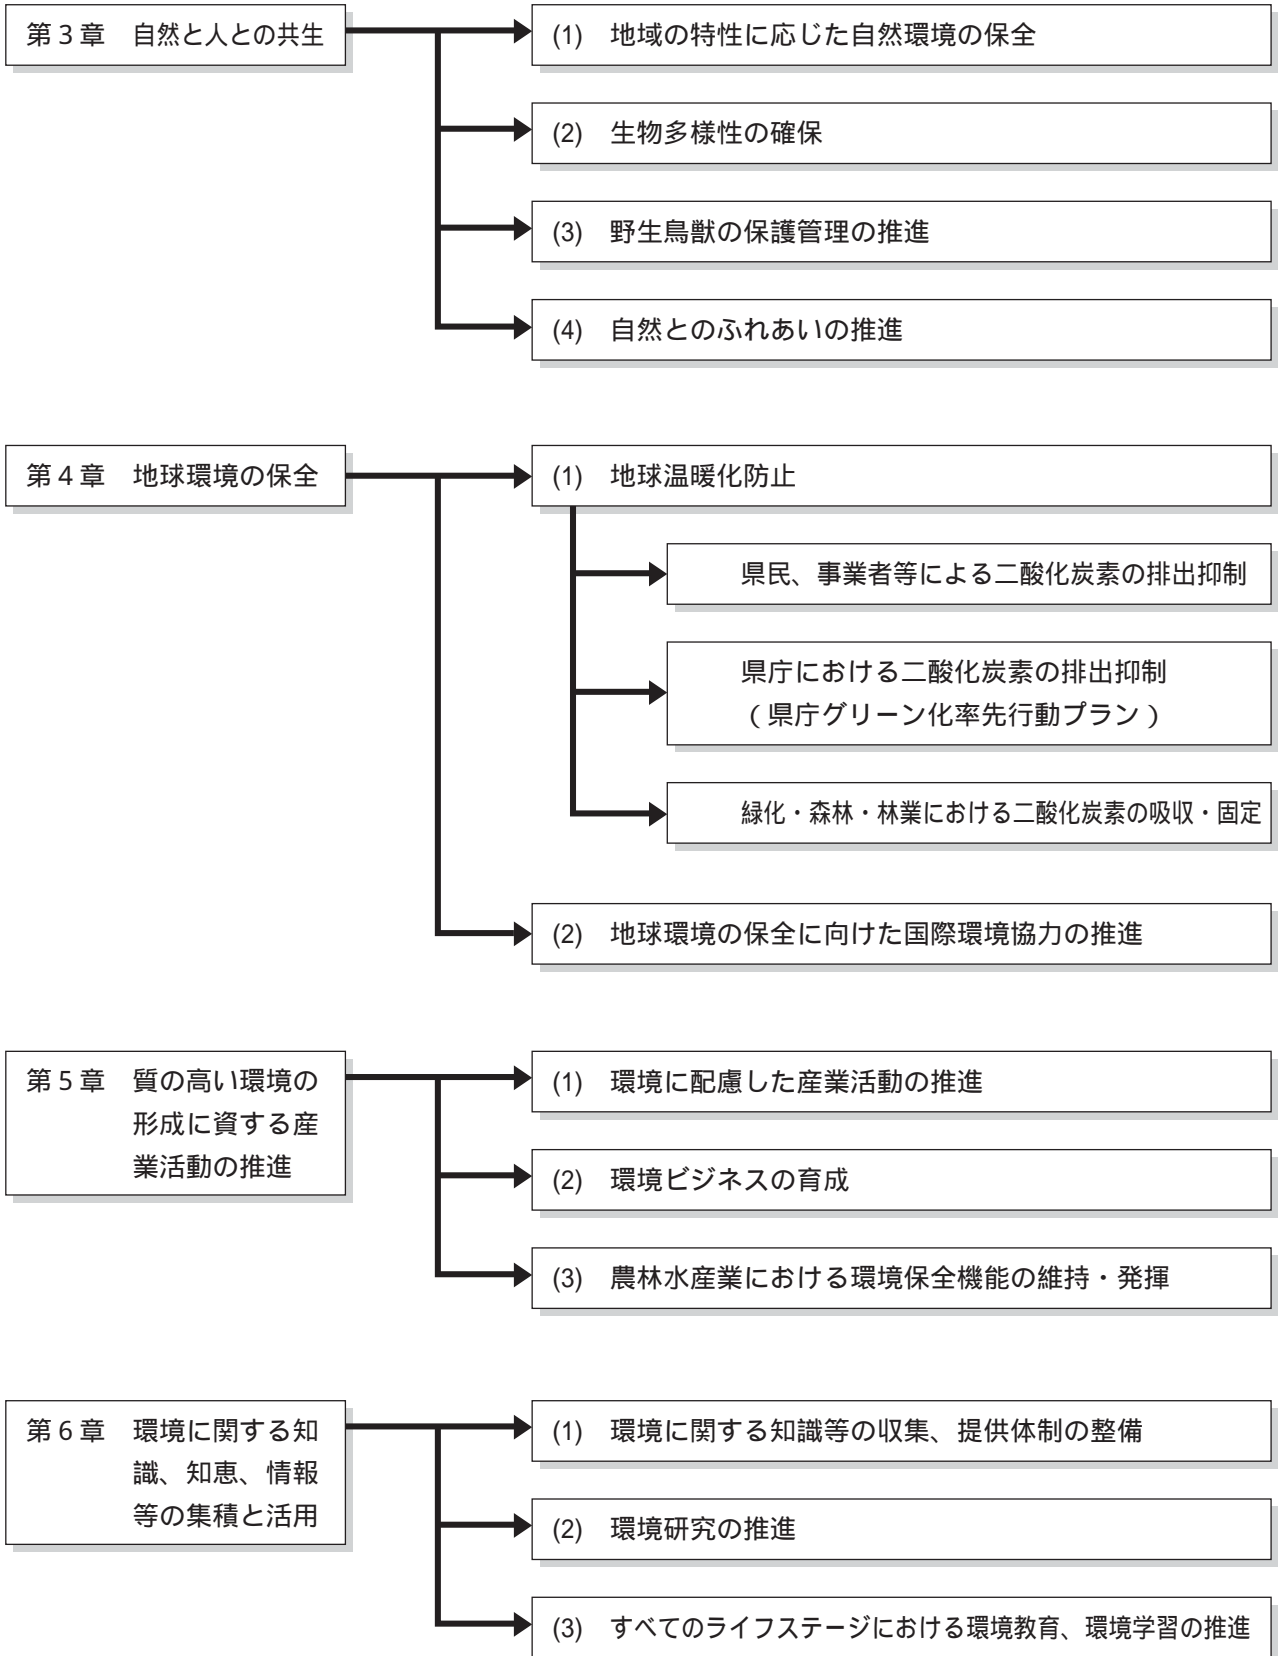 第３章　自然と人との共生
(1)　地域の特性に応じた自然環境の保全
(2)　生物多様性の確保
(3)　野生鳥獣の保護管理の推進
(4)　自然とのふれあいの推進
第４章　地球環境の保全
(1)　地球温暖化防止
県民、事業者等による二酸化炭素の排出抑制
県庁における二酸化炭素の排出抑制
（県庁グリーン化率先行動プラン）
緑化・森林・林業における二酸化炭素の吸収・固定
(2)　地球環境の保全に向けた国際環境協力の推進
第５章　質の高い環境の
形成に資する産
業活動の推進
(1)　環境に配慮した産業活動の推進
(2)　環境ビジネスの育成
(3)　農林水産業における環境保全機能の維持・発揮
第６章　環境に関する知
識、知恵、情報
等の集積と活用
(1)　環境に関する知識等の収集、提供体制の整備
(2)　環境研究の推進
(3)　すべてのライフステージにおける環境教育、環境学習の推進